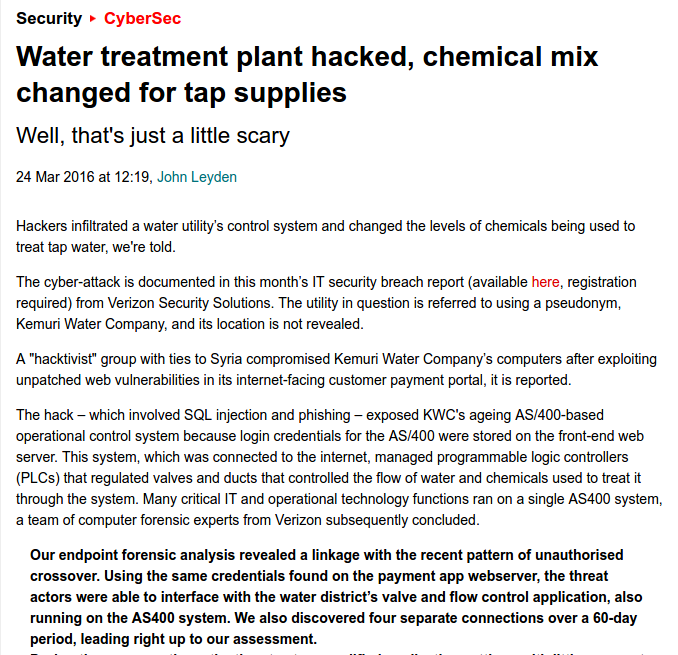 Security ▸ CyberSec
Water treatment plant hacked, chemical mix
changed for tap supplies
Well, that's just a little scary
24 Mar 2016 at 12:19, John Leyden
Hackers infiltrated a water utility’s control system and changed the levels of chemicals being used to
treat tap water, we're told.
The cyber-attack is documented in this month’s IT security breach report (available here, registration
required) from Verizon Security Solutions. The utility in question is referred to using a pseudonym,
Kemuri Water Company, and its location is not revealed.
A "hacktivist" group with ties to Syria compromised Kemuri Water Company’s computers after exploiting
unpatched web vulnerabilities in its internet-facing customer payment portal, it is reported.
The hack – which involved SQL injection and phishing – exposed KWC's ageing AS/400-based
operational control system because login credentials for the AS/400 were stored on the front-end web
server. This system, which was connected to the internet, managed programmable logic controllers
(PLCs) that regulated valves and ducts that controlled the flow of water and chemicals used to treat it
through the system. Many critical IT and operational technology functions ran on a single AS400 system,
a team of computer forensic experts from Verizon subsequently concluded.
Our endpoint forensic analysis revealed a linkage with the recent pattern of unauthorised
crossover. Using the same credentials found on the payment app webserver, the threat
actors were able to interface with the water district’s valve and flow control application, also
running on the AS400 system. We also discovered four separate connections over a 60-day
period, leading right up to our assessment.